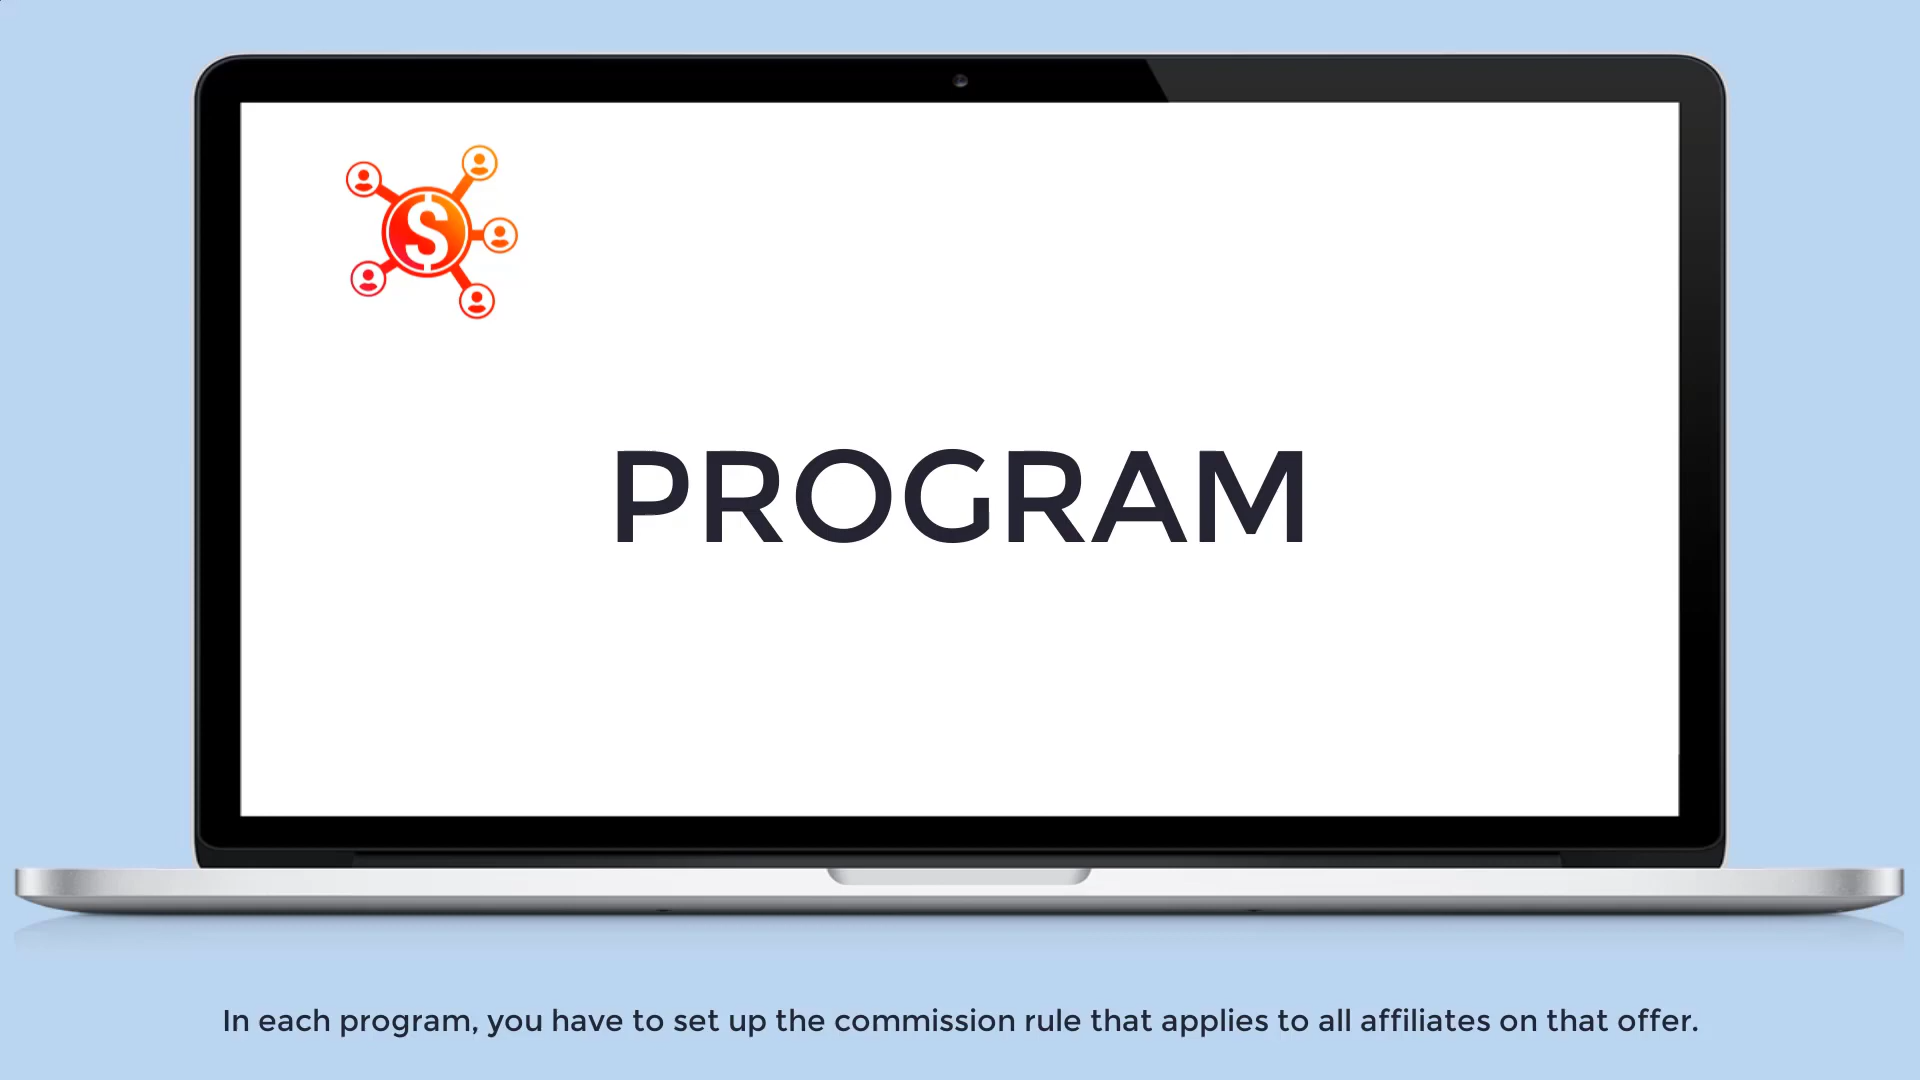 $
PROGRAM
In each program, you have to set up the commission rule that applies to all affiliates on that offer.